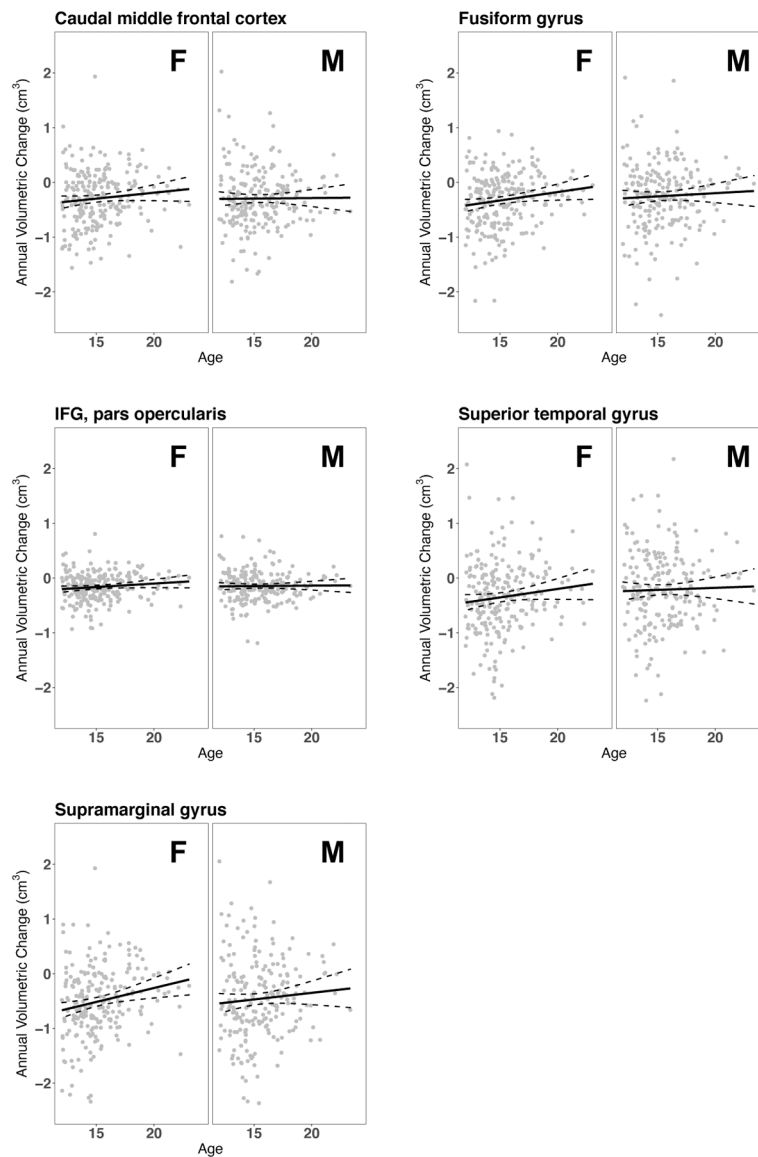 Caudal middle frontal cortex
F M
Annual Volumetric Change (cm³)
2
1
0
−1
−2
15 20 15 20
Age
Fusiform gyrus
F M
Annual Volumetric Change (cm³)
2
1
0
−1
−2
15 20 15 20
Age
IFG, pars opercularis
F M
Annual Volumetric Change (cm³)
2
1
0
−1
−2
15 20 15 20
Age
Superior temporal gyrus
F M
Annual Volumetric Change (cm³)
2
1
0
−1
−2
15 20 15 20
Age
Supramarginal gyrus
F M
Annual Volumetric Change (cm³)
2
1
0
−1
−2
15 20 15 20
Age